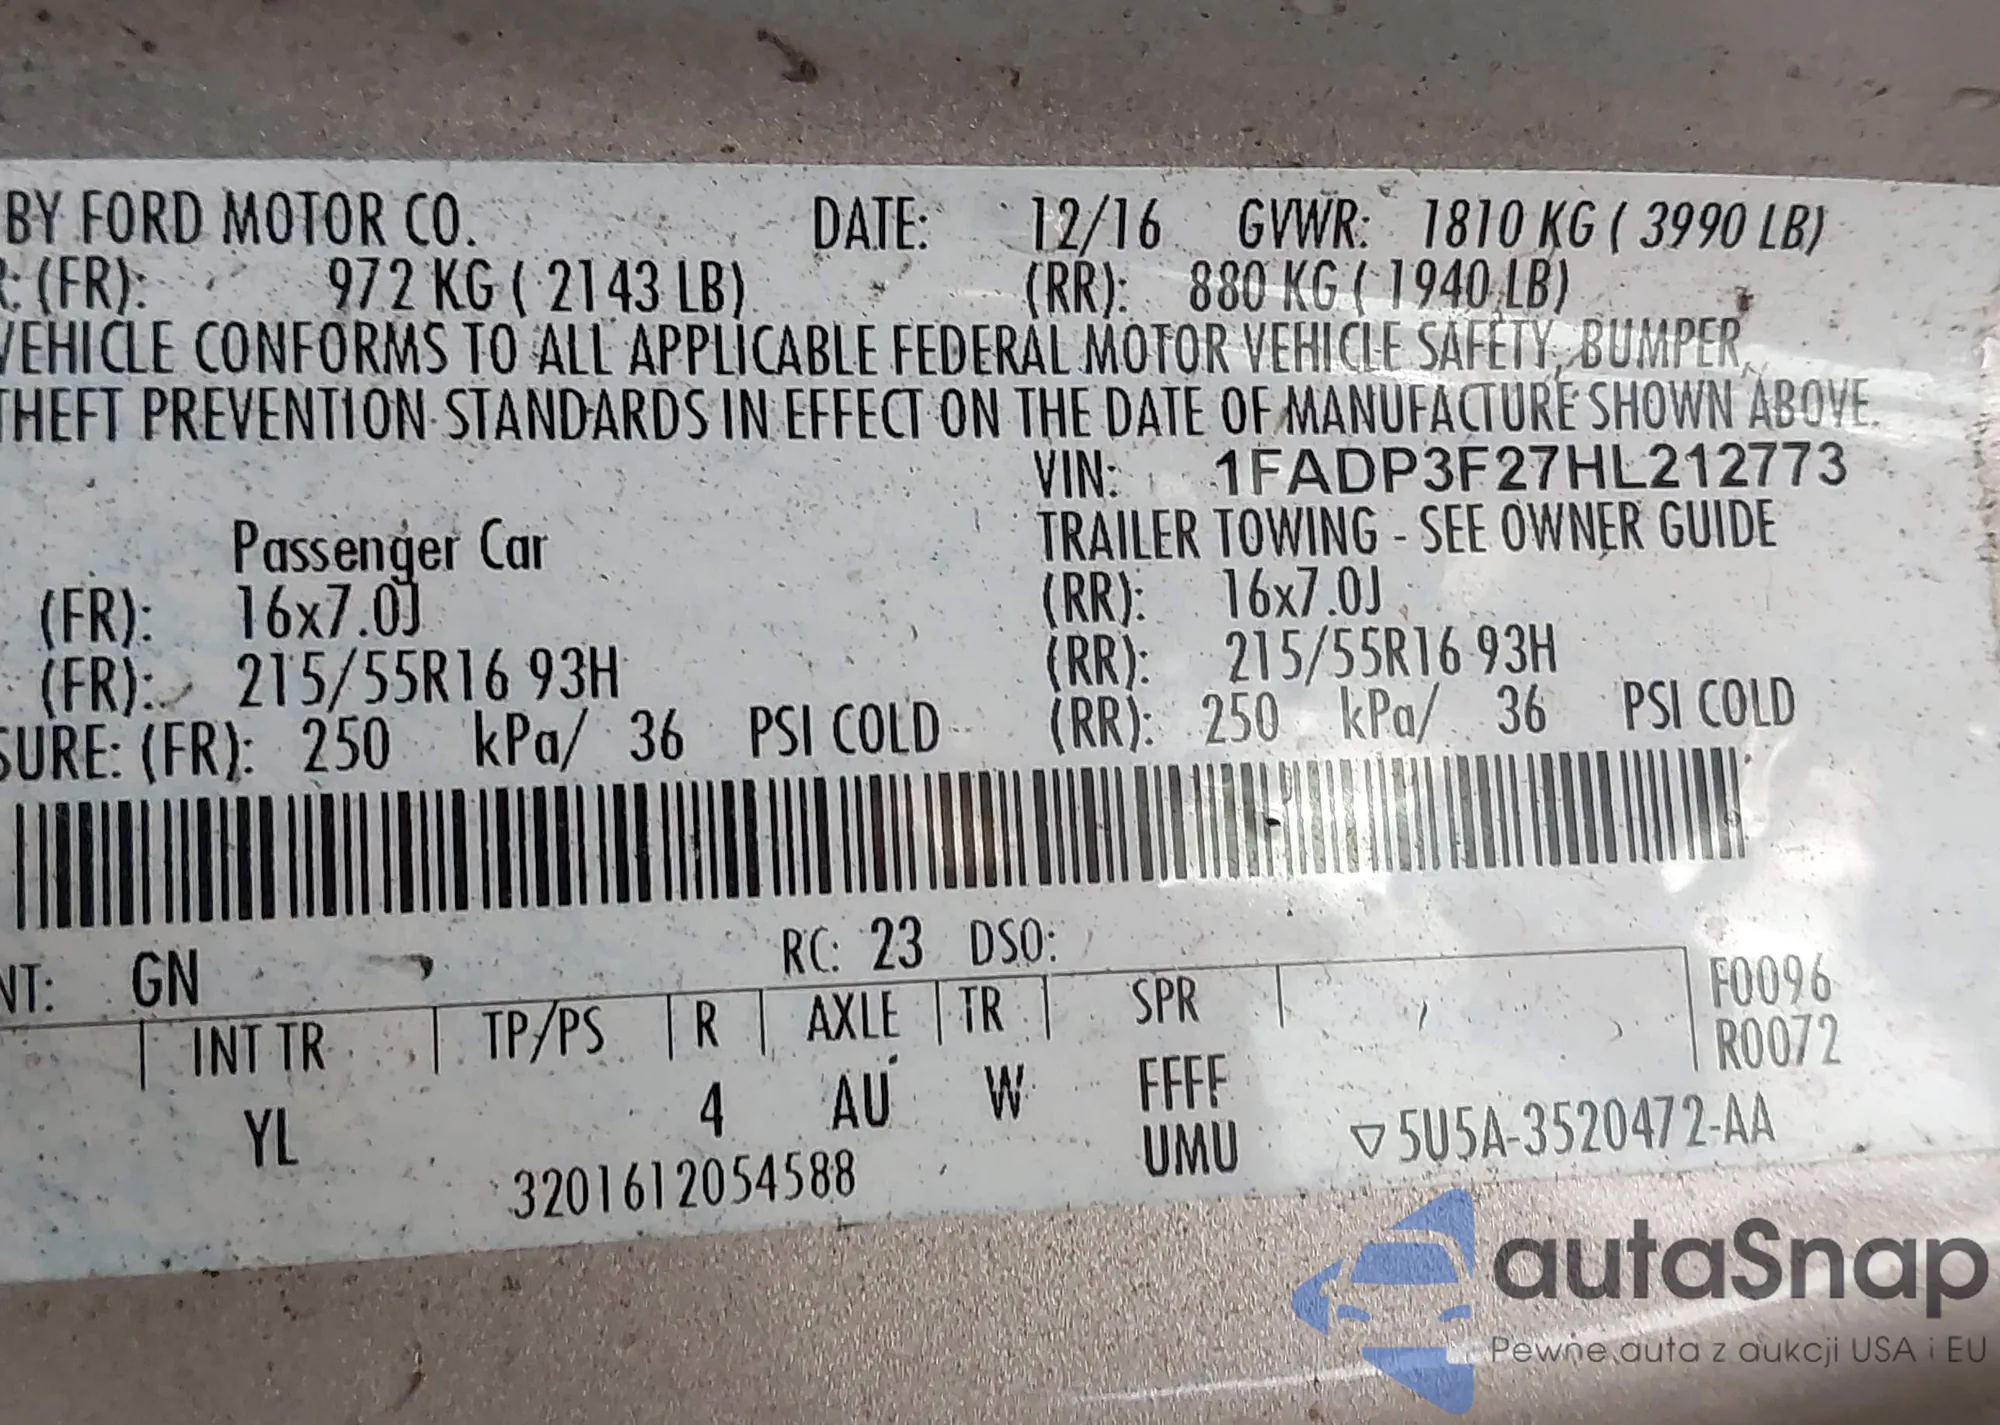 BY FORD MOTOR CO. DATE: 12/16 GVWR: 1810 KG ( 3990 LB)
R: (FR): 972 KG ( 2143 LB) (RR): 880 KG ( 1940 LB)
VEHICLE CONFORMS TO ALL APPLICABLE FEDERAL MOTOR VEHICLE SAFETY, BUMPER,
THEFT PREVENTION STANDARDS IN EFFECT ON THE DATE OF MANUFACTURE SHOWN ABOVE.
VIN: 1FADP3F27HL212773
Passenger Car TRAILER TOWING - SEE OWNER GUIDE
(FR): 16x7.0J (RR): 16x7.0J
(FR): 215/55R16 93H (RR): 215/55R16 93H
SURE: (FR): 250 kPa/ 36 PSI COLD (RR): 250 kPa/ 36 PSI COLD
NT: GN RC: 23 DSO:
INT TR TP/PS R AXLE TR SPR F0096
R0072
YL 4 AU W FFFF
UMU ▽5U5A-3520472-AA
3201612054588
autaSnap
Pewne auta z aukcji USA i EU